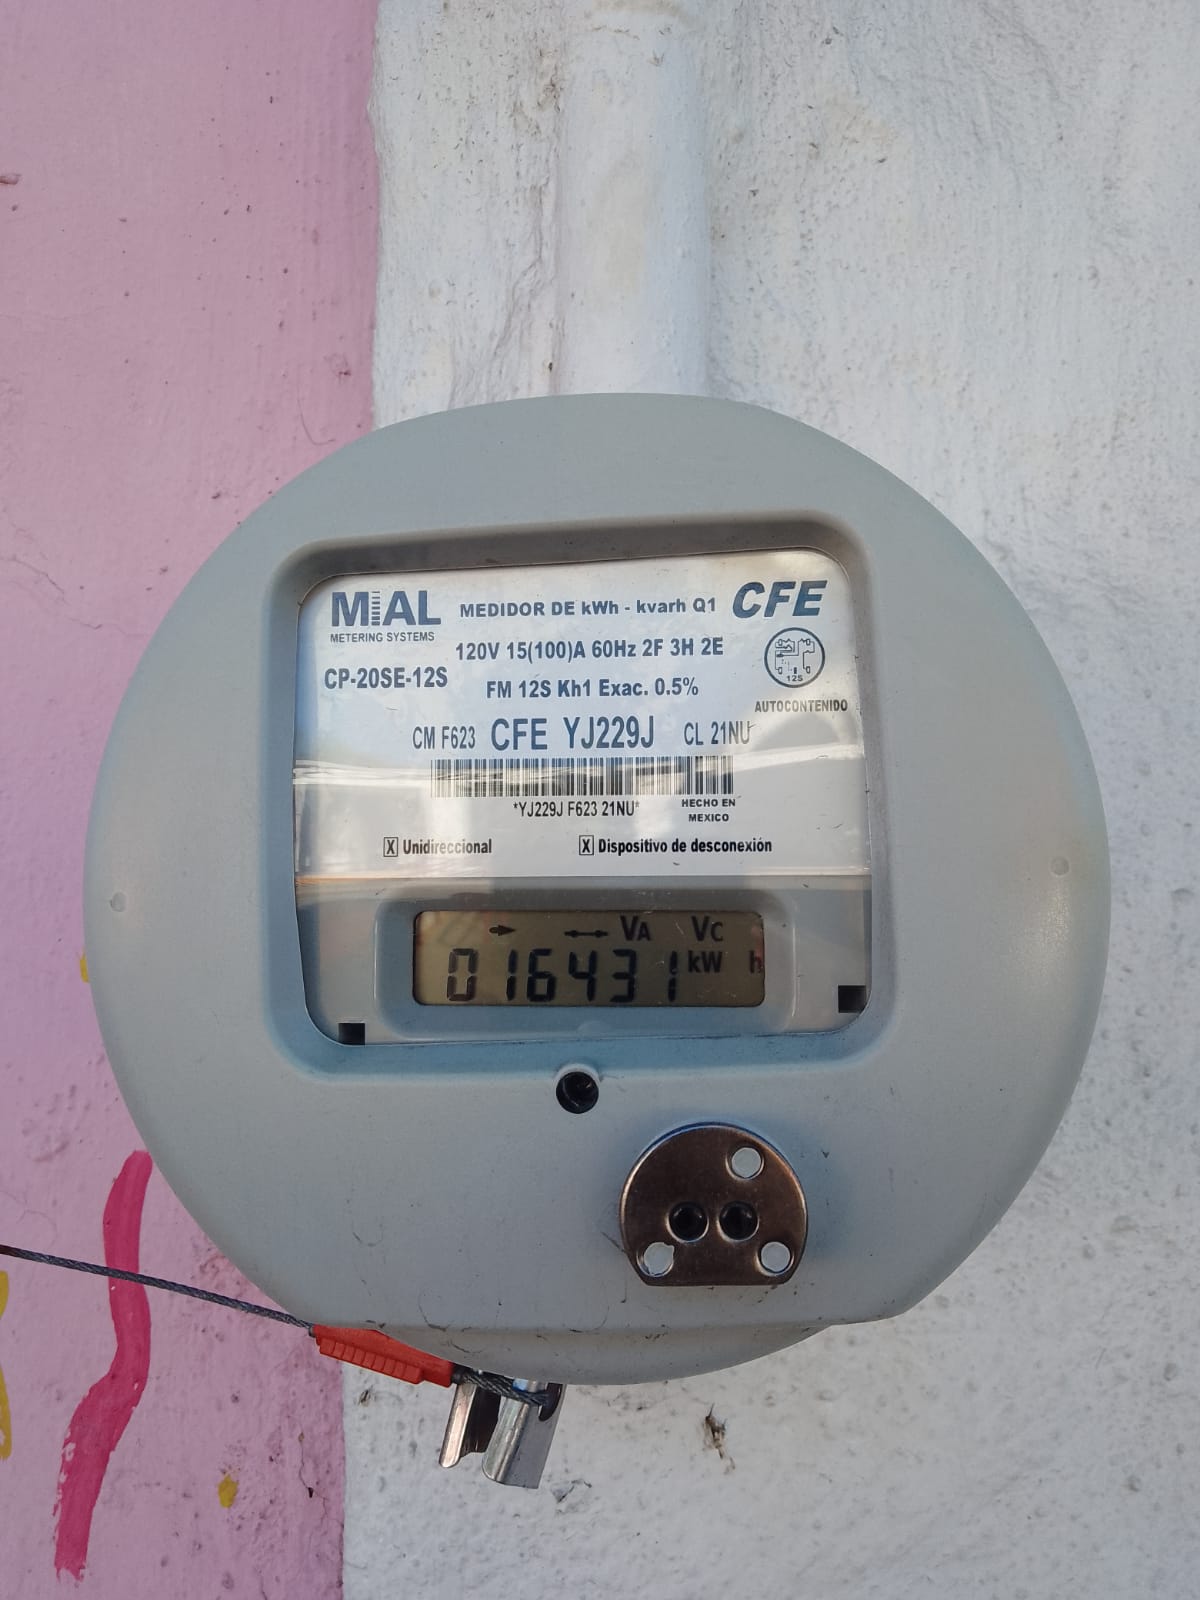 MIAL
METERING SYSTEMS
MEDIDOR DE kWh - kvarh Q1
CFE
120V 15(100)A 60Hz 2F 3H 2E
CP-20SE-12S
FM 12S Kh1 Exac. 0.5%
12S
AUTOCONTENIDO
CM F623 CFE YJ229J CL 21NU
*YJ229J F623 21NU*
HECHO EN
MEXICO
X Unidireccional
X Dispositivo de desconexión
VA VC
016431 kW h